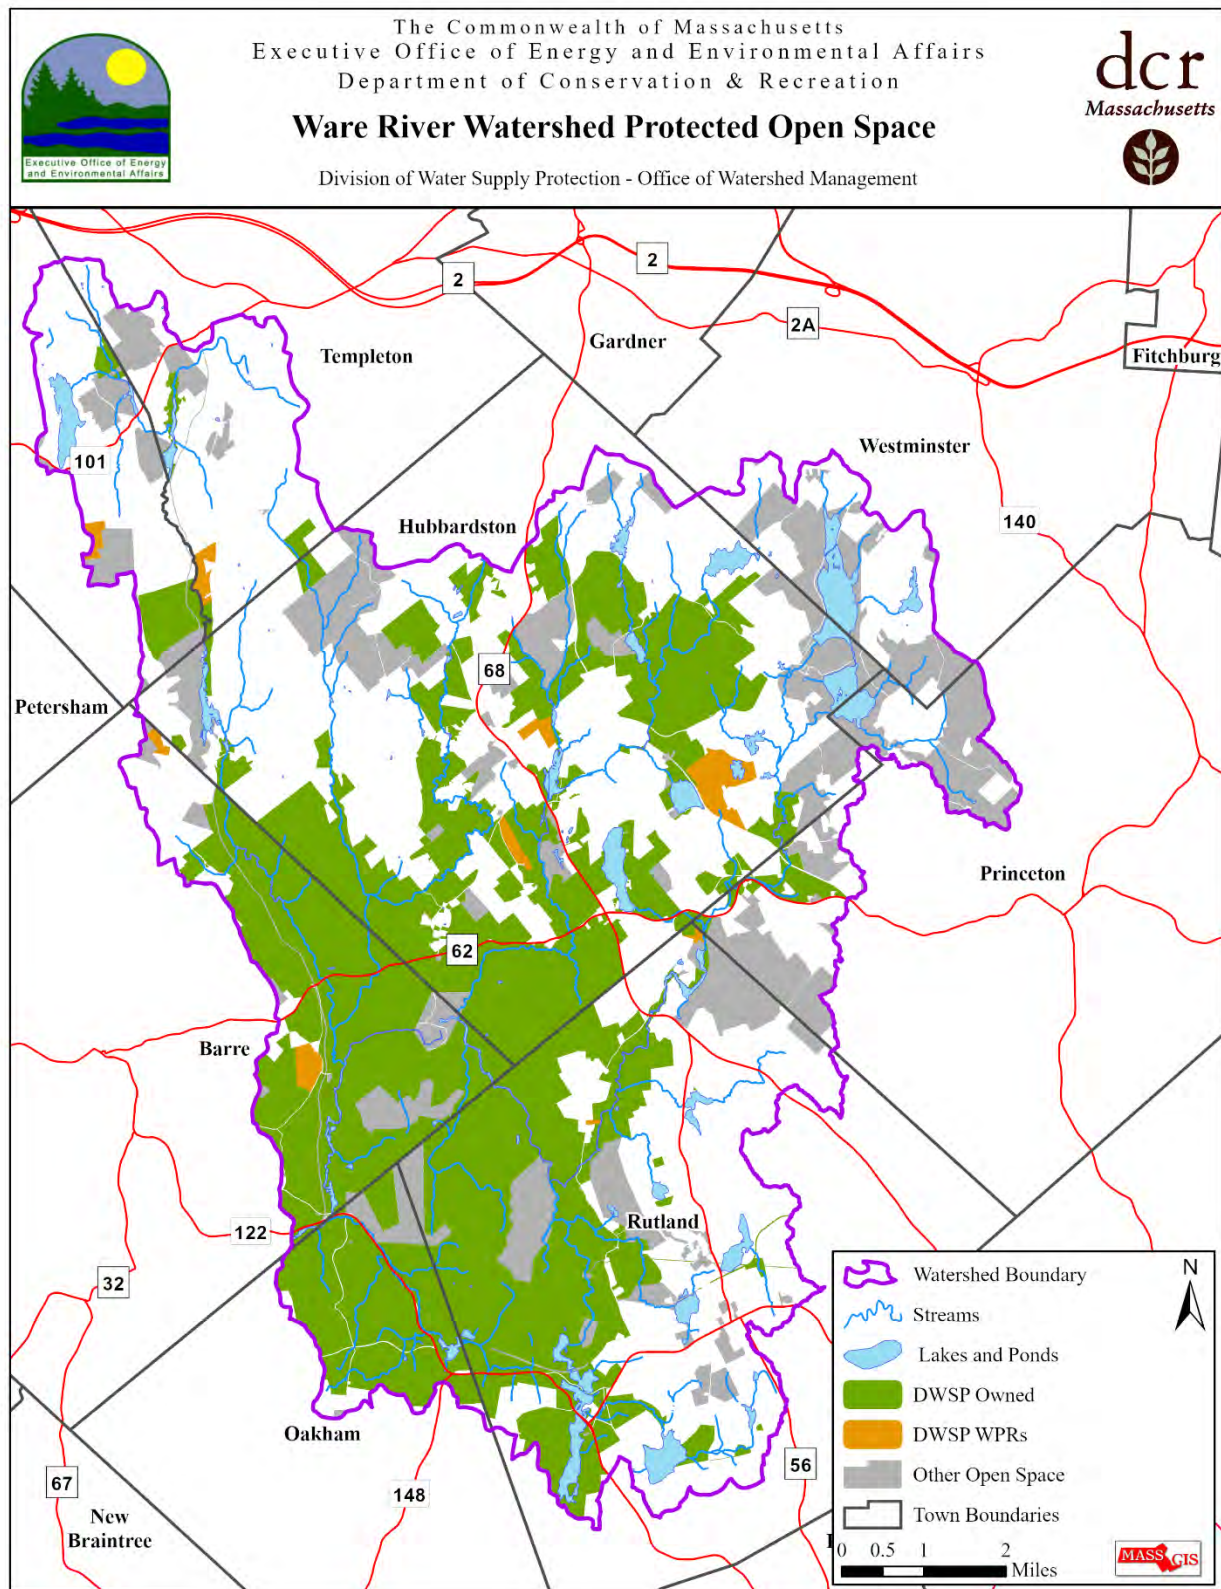 The Commonwealth of Massachusetts
Executive Office of Energy and Environmental Affairs
Department of Conservation & Recreation
Ware River Watershed Protected Open Space
Division of Water Supply Protection - Office of Watershed Management
Executive Office of Energy
and Environmental Affairs
dcr
Massachusetts
2
2
2A
Gardner
Templeton
Fitchburg
Westminster
101
140
Hubbardston
68
Petersham
Princeton
62
Barre
Rutland
122
32
Oakham
67
148
56
New
Braintree
Watershed Boundary
Streams
Lakes and Ponds
DWSP Owned
DWSP WPRs
Other Open Space
Town Boundaries
N
0 0.5 1 2
Miles
MASS GIS